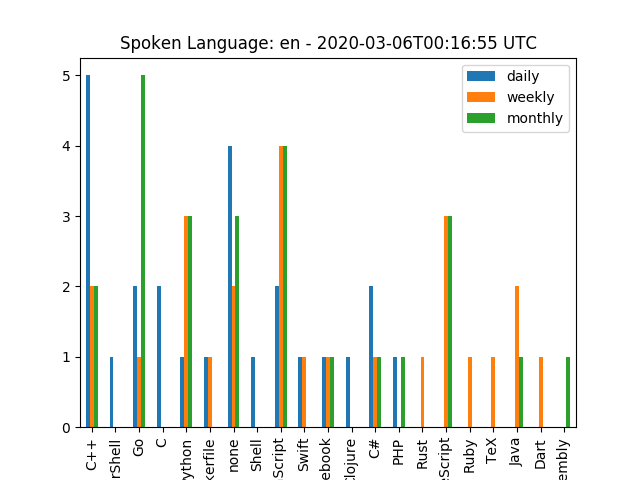 Spoken Language: en - 2020-03-06T00:16:55 UTC
daily
weekly
monthly
5
4
3
2
1
0
C++
rShell
Go
C
ython
kerfile
none
Shell
Script
Swift
ebook
lojure
C#
PHP
Rust
eScript
Ruby
TeX
Java
Dart
embly